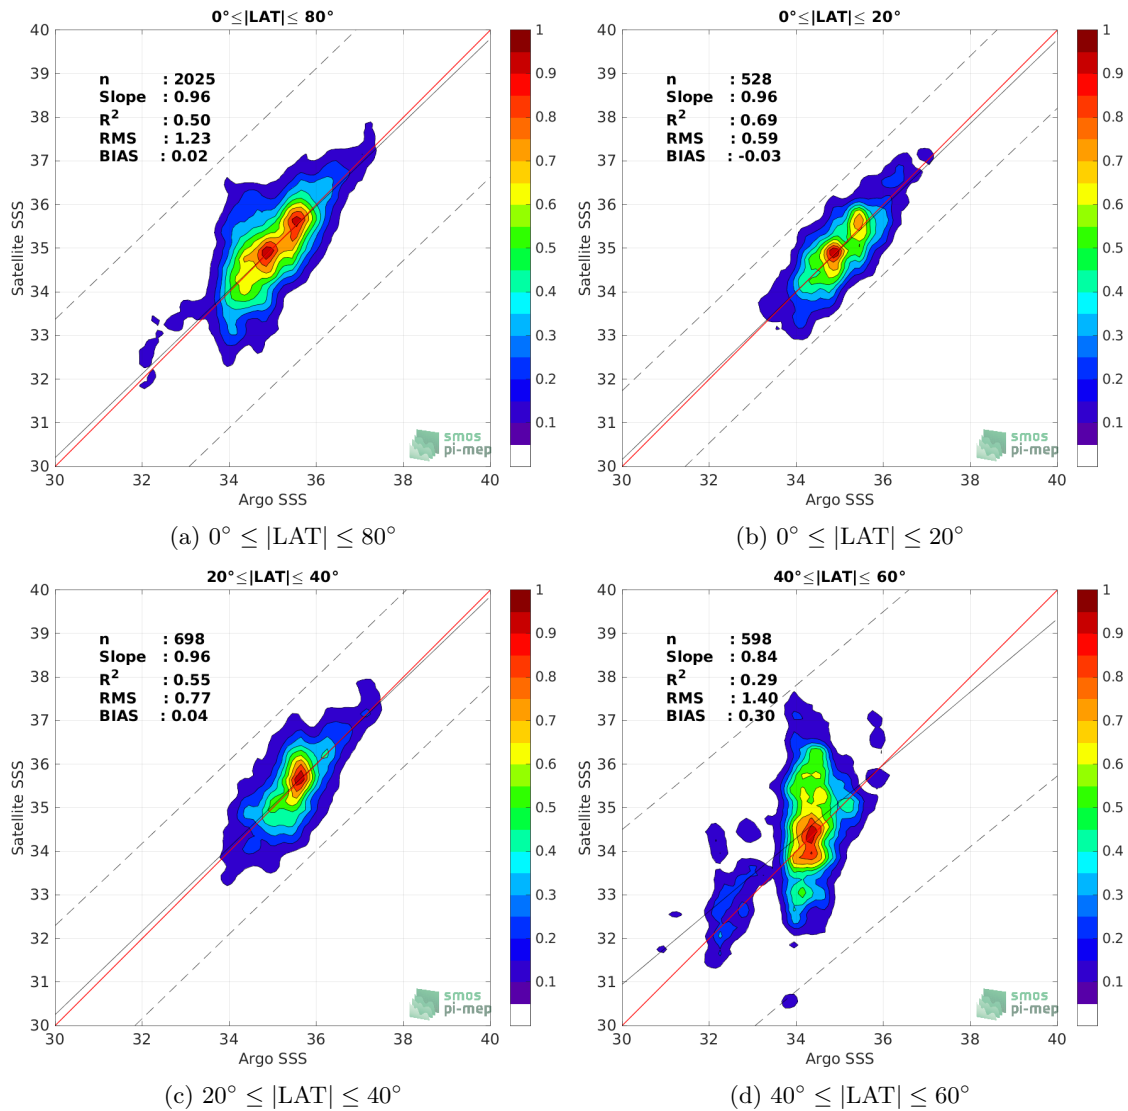 0°≤|LAT|≤ 80°
n : 2025
Slope : 0.96
R² : 0.50
RMS : 1.23
BIAS : 0.02
Satellite SSS
40
39
38
37
36
35
34
33
32
31
30
30 32 34 36 38 40
Argo SSS
1
0.9
0.8
0.7
0.6
0.5
0.4
0.3
0.2
0.1
smos
pi-mep
(a) 0° ≤ |LAT| ≤ 80°
0°≤|LAT|≤ 20°
n : 528
Slope : 0.96
R² : 0.69
RMS : 0.59
BIAS : -0.03
Satellite SSS
40
39
38
37
36
35
34
33
32
31
30
30 32 34 36 38 40
Argo SSS
1
0.9
0.8
0.7
0.6
0.5
0.4
0.3
0.2
0.1
smos
pi-mep
(b) 0° ≤ |LAT| ≤ 20°
20°≤|LAT|≤ 40°
n : 698
Slope : 0.96
R² : 0.55
RMS : 0.77
BIAS : 0.04
Satellite SSS
40
39
38
37
36
35
34
33
32
31
30
30 32 34 36 38 40
Argo SSS
1
0.9
0.8
0.7
0.6
0.5
0.4
0.3
0.2
0.1
smos
pi-mep
(c) 20° ≤ |LAT| ≤ 40°
40°≤|LAT|≤ 60°
n : 598
Slope : 0.84
R² : 0.29
RMS : 1.40
BIAS : 0.30
Satellite SSS
40
39
38
37
36
35
34
33
32
31
30
30 32 34 36 38 40
Argo SSS
1
0.9
0.8
0.7
0.6
0.5
0.4
0.3
0.2
0.1
smos
pi-mep
(d) 40° ≤ |LAT| ≤ 60°